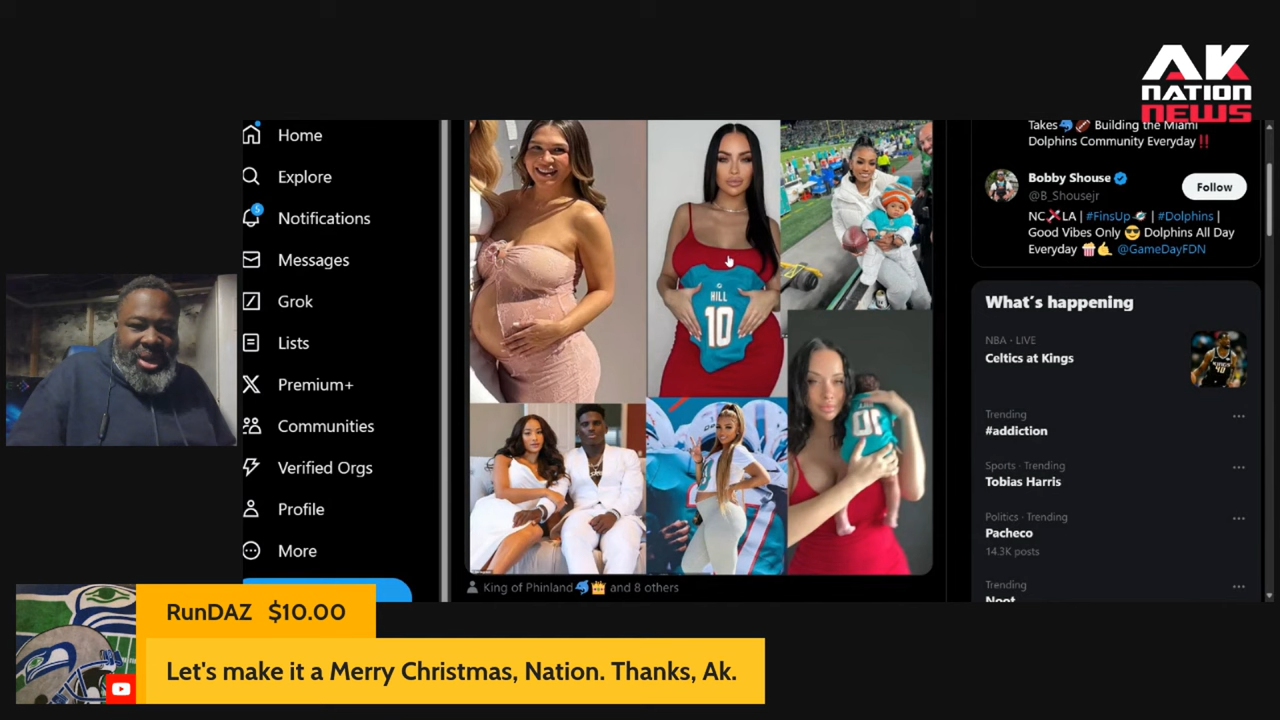 AK
NATION
NEWS
Home
Explore
5
Notifications
Messages
Grok
Lists
Premium+
Communities
Verified Orgs
Profile
More
HILL
10
10
King of Phinland🐬👑 and 8 others
Takes🐬🏈 Building the Miami
Dolphins Community Everyday‼️
Bobby Shouse
@B_Shousejr
Follow
NC✈️LA | #FinsUp | #Dolphins |
Good Vibes Only 😎 Dolphins All Day
Everyday 🍿🤙 @GameDayFDN
What's happening
NBA · LIVE
Celtics at Kings
Trending
#addiction
Sports · Trending
Tobias Harris
Politics · Trending
Pacheco
14.3K posts
Trending
Noot
RunDAZ $10.00
Let's make it a Merry Christmas, Nation. Thanks, Ak.